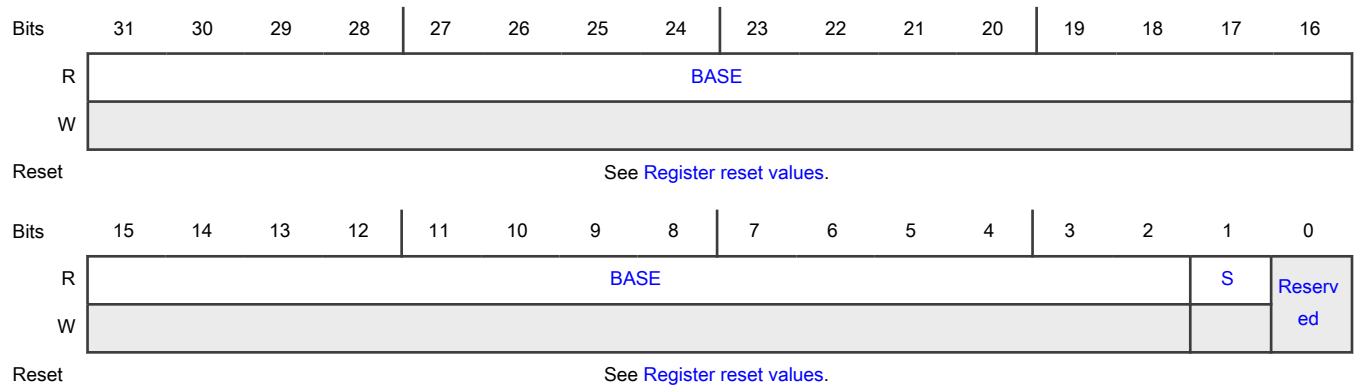 Bits 31 30 29 28 27 26 25 24 23 22 21 20 19 18 17 16
R BASE
W
Reset See Register reset values.
Bits 15 14 13 12 11 10 9 8 7 6 5 4 3 2 1 0
R BASE S Reserv
W ed
Reset See Register reset values.